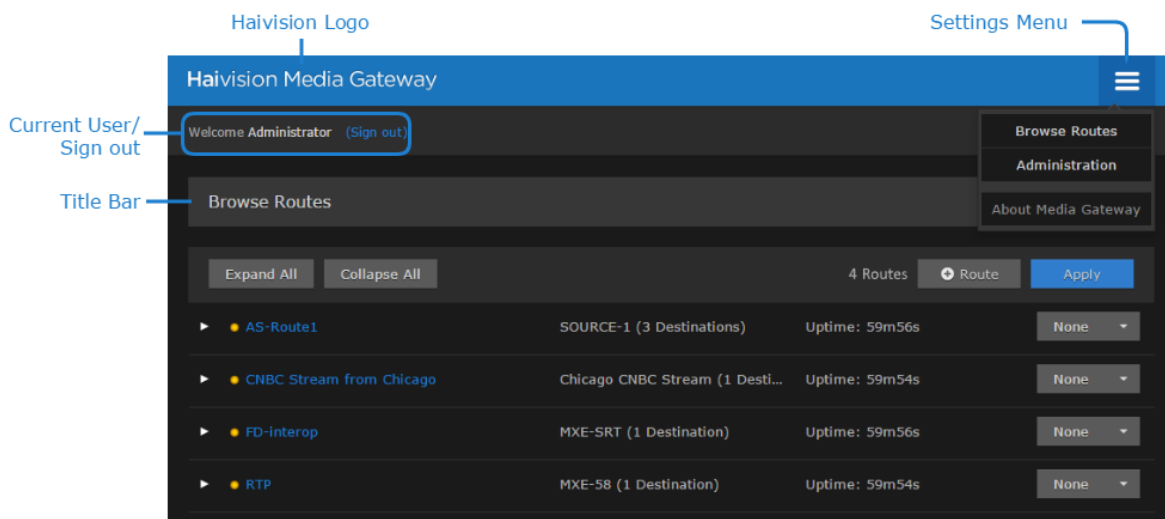 Haivision Logo
Settings Menu
Haivision Media Gateway
Current User/
Sign out
Welcome Administrator (Sign out)
Browse Routes
Administration
About Media Gateway
Title Bar
Browse Routes
Expand All Collapse All 4 Routes Route Apply
AS-Route1 SOURCE-1 (3 Destinations) Uptime: 59m56s None
CNBC Stream from Chicago Chicago CNBC Stream (1 Desti... Uptime: 59m54s None
FD-interop MXE-SRT (1 Destination) Uptime: 59m56s None
RTP MXE-58 (1 Destination) Uptime: 59m54s None